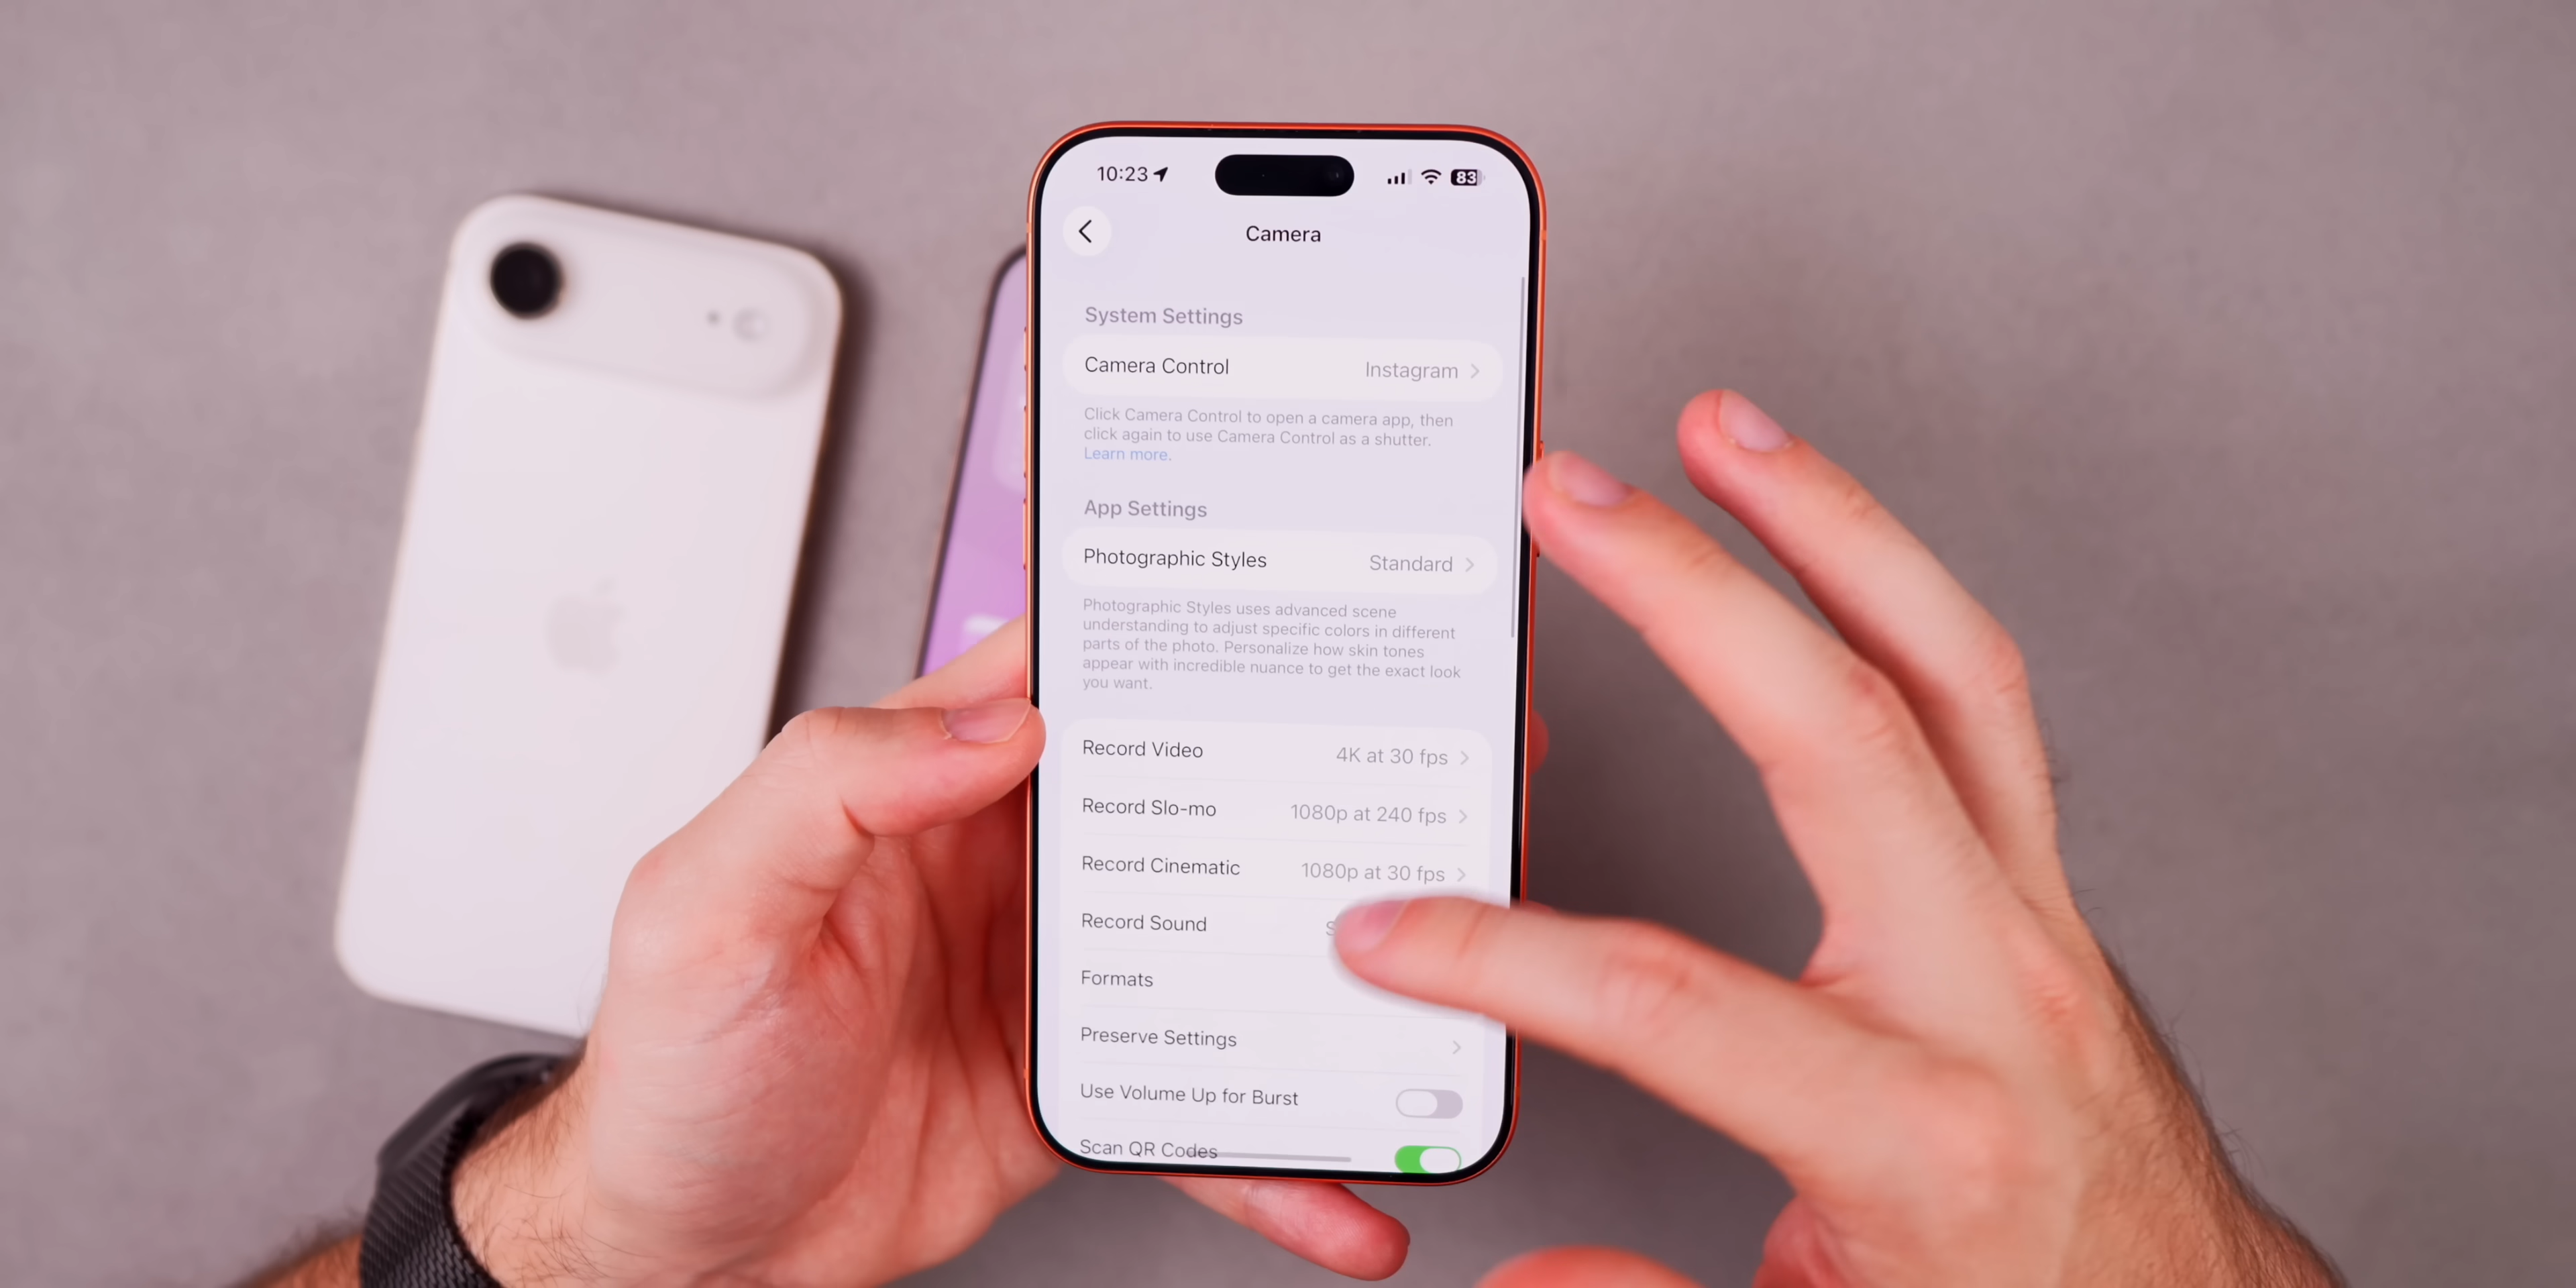 10:23 83
Camera
System Settings
Camera Control Instagram
Click Camera Control to open a camera app, then
click again to use Camera Control as a shutter.
Learn more.
App Settings
Photographic Styles Standard
Photographic Styles uses advanced scene
understanding to adjust specific colors in different
parts of the photo. Personalize how skin tones
appear with incredible nuance to get the exact look
you want.
Record Video 4K at 30 fps
Record Slo-mo 1080p at 240 fps
Record Cinematic 1080p at 30 fps
Record Sound
Formats
Preserve Settings
Use Volume Up for Burst
Scan QR Codes